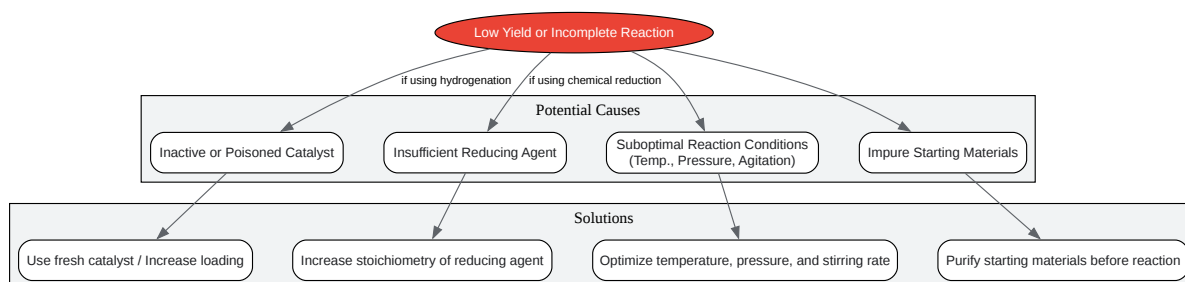 Low Yield or Incomplete Reaction
if using hydrogenation
if using chemical reduction
Potential Causes
Inactive or Poisoned Catalyst
Insufficient Reducing Agent
Suboptimal Reaction Conditions
(Temp., Pressure, Agitation)
Impure Starting Materials
Solutions
Use fresh catalyst / Increase loading
Increase stoichiometry of reducing agent
Optimize temperature, pressure, and stirring rate
Purify starting materials before reaction